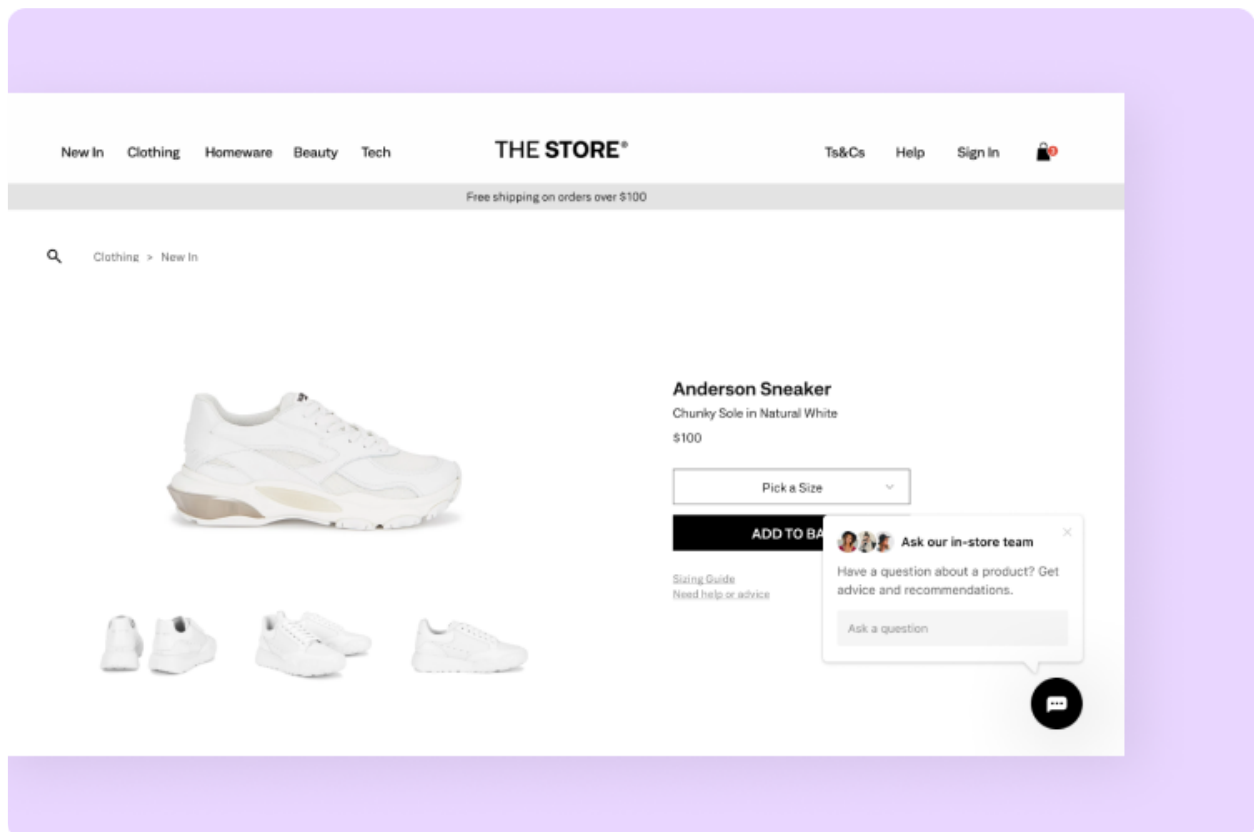 New In Clothing Homeware Beauty Tech THE STORE® Ts&Cs Help Sign In 3
Free shipping on orders over $100
Clothing > New In
Anderson Sneaker
Chunky Sole in Natural White
$100
Pick a Size
ADD TO BA
Sizing Guide
Need help or advice
Ask our in-store team
Have a question about a product? Get
advice and recommendations.
Ask a question